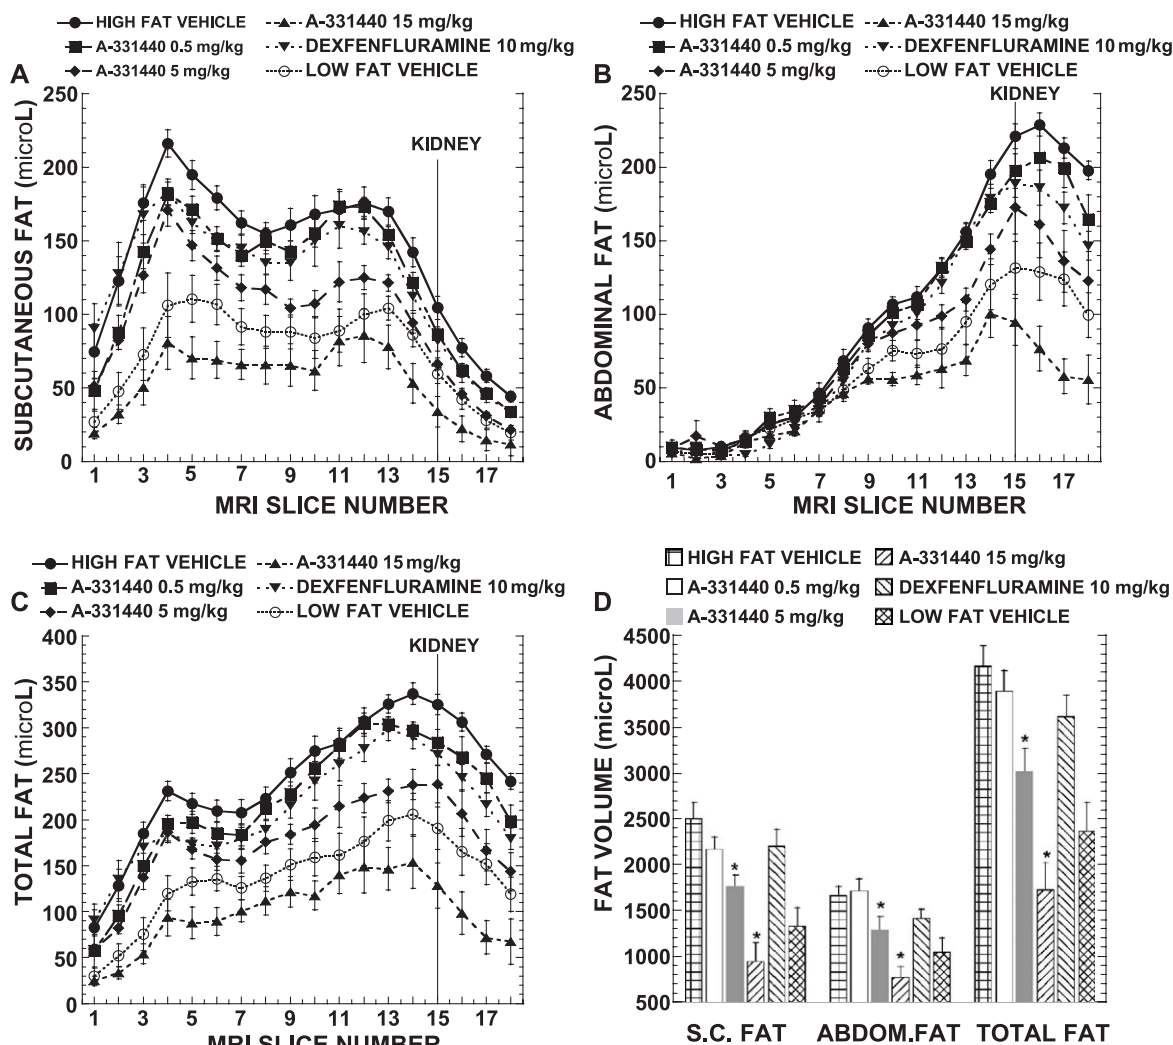 HIGH FAT VEHICLE A-331440 15 mg/kg
A-331440 0.5 mg/kg DEXFENFLURAMINE 10 mg/kg
A-331440 5 mg/kg LOW FAT VEHICLE
A
250
200
150
100
50
0
SUBCUTANEOUS FAT (microL)
KIDNEY
1 3 5 7 9 11 13 15 17
MRI SLICE NUMBER
HIGH FAT VEHICLE A-331440 15 mg/kg
A-331440 0.5 mg/kg DEXFENFLURAMINE 10 mg/kg
A-331440 5 mg/kg LOW FAT VEHICLE
B
KIDNEY
250
200
150
100
50
0
ABDOMINAL FAT (microL)
1 3 5 7 9 11 13 15 17
MRI SLICE NUMBER
HIGH FAT VEHICLE A-331440 15 mg/kg
A-331440 0.5 mg/kg DEXFENFLURAMINE 10 mg/kg
A-331440 5 mg/kg LOW FAT VEHICLE
C
400
350
300
250
200
150
100
50
0
TOTAL FAT (microL)
KIDNEY
1 3 5 7 9 11 13 15 17
MRI SLICE NUMBER
HIGH FAT VEHICLE A-331440 15 mg/kg
A-331440 0.5 mg/kg DEXFENFLURAMINE 10 mg/kg
A-331440 5 mg/kg LOW FAT VEHICLE
D
4500
4000
3500
3000
2500
2000
1500
1000
500
FAT VOLUME (microL)
* * * * * *
S.C. FAT ABDOM.FAT TOTAL FAT